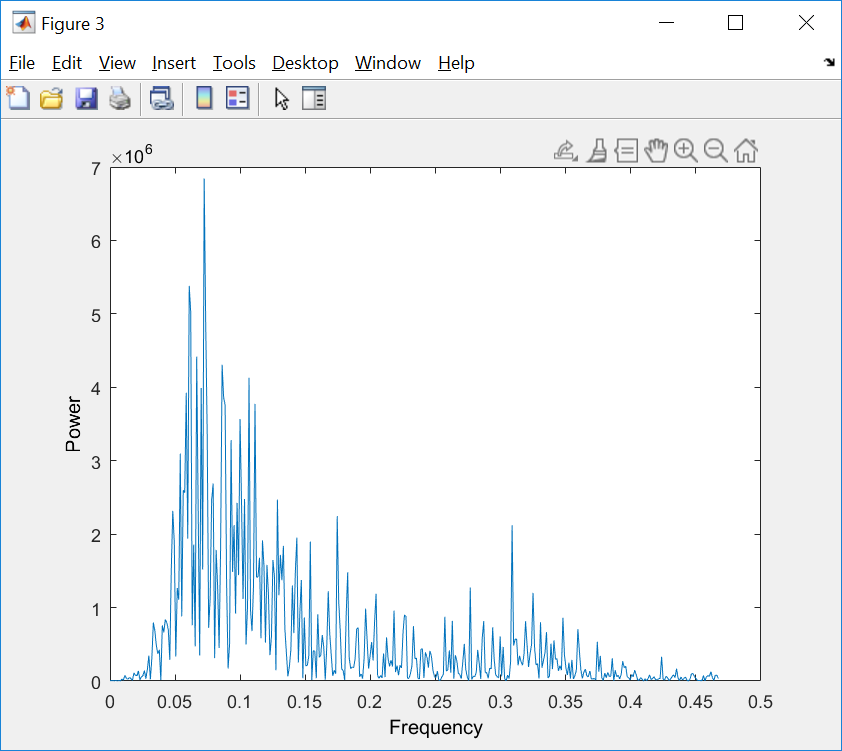 Figure 3
File Edit View Insert Tools Desktop Window Help
×10⁶
7
6
5
4
3
2
1
0
Power
0 0.05 0.1 0.15 0.2 0.25 0.3 0.35 0.4 0.45 0.5
Frequency